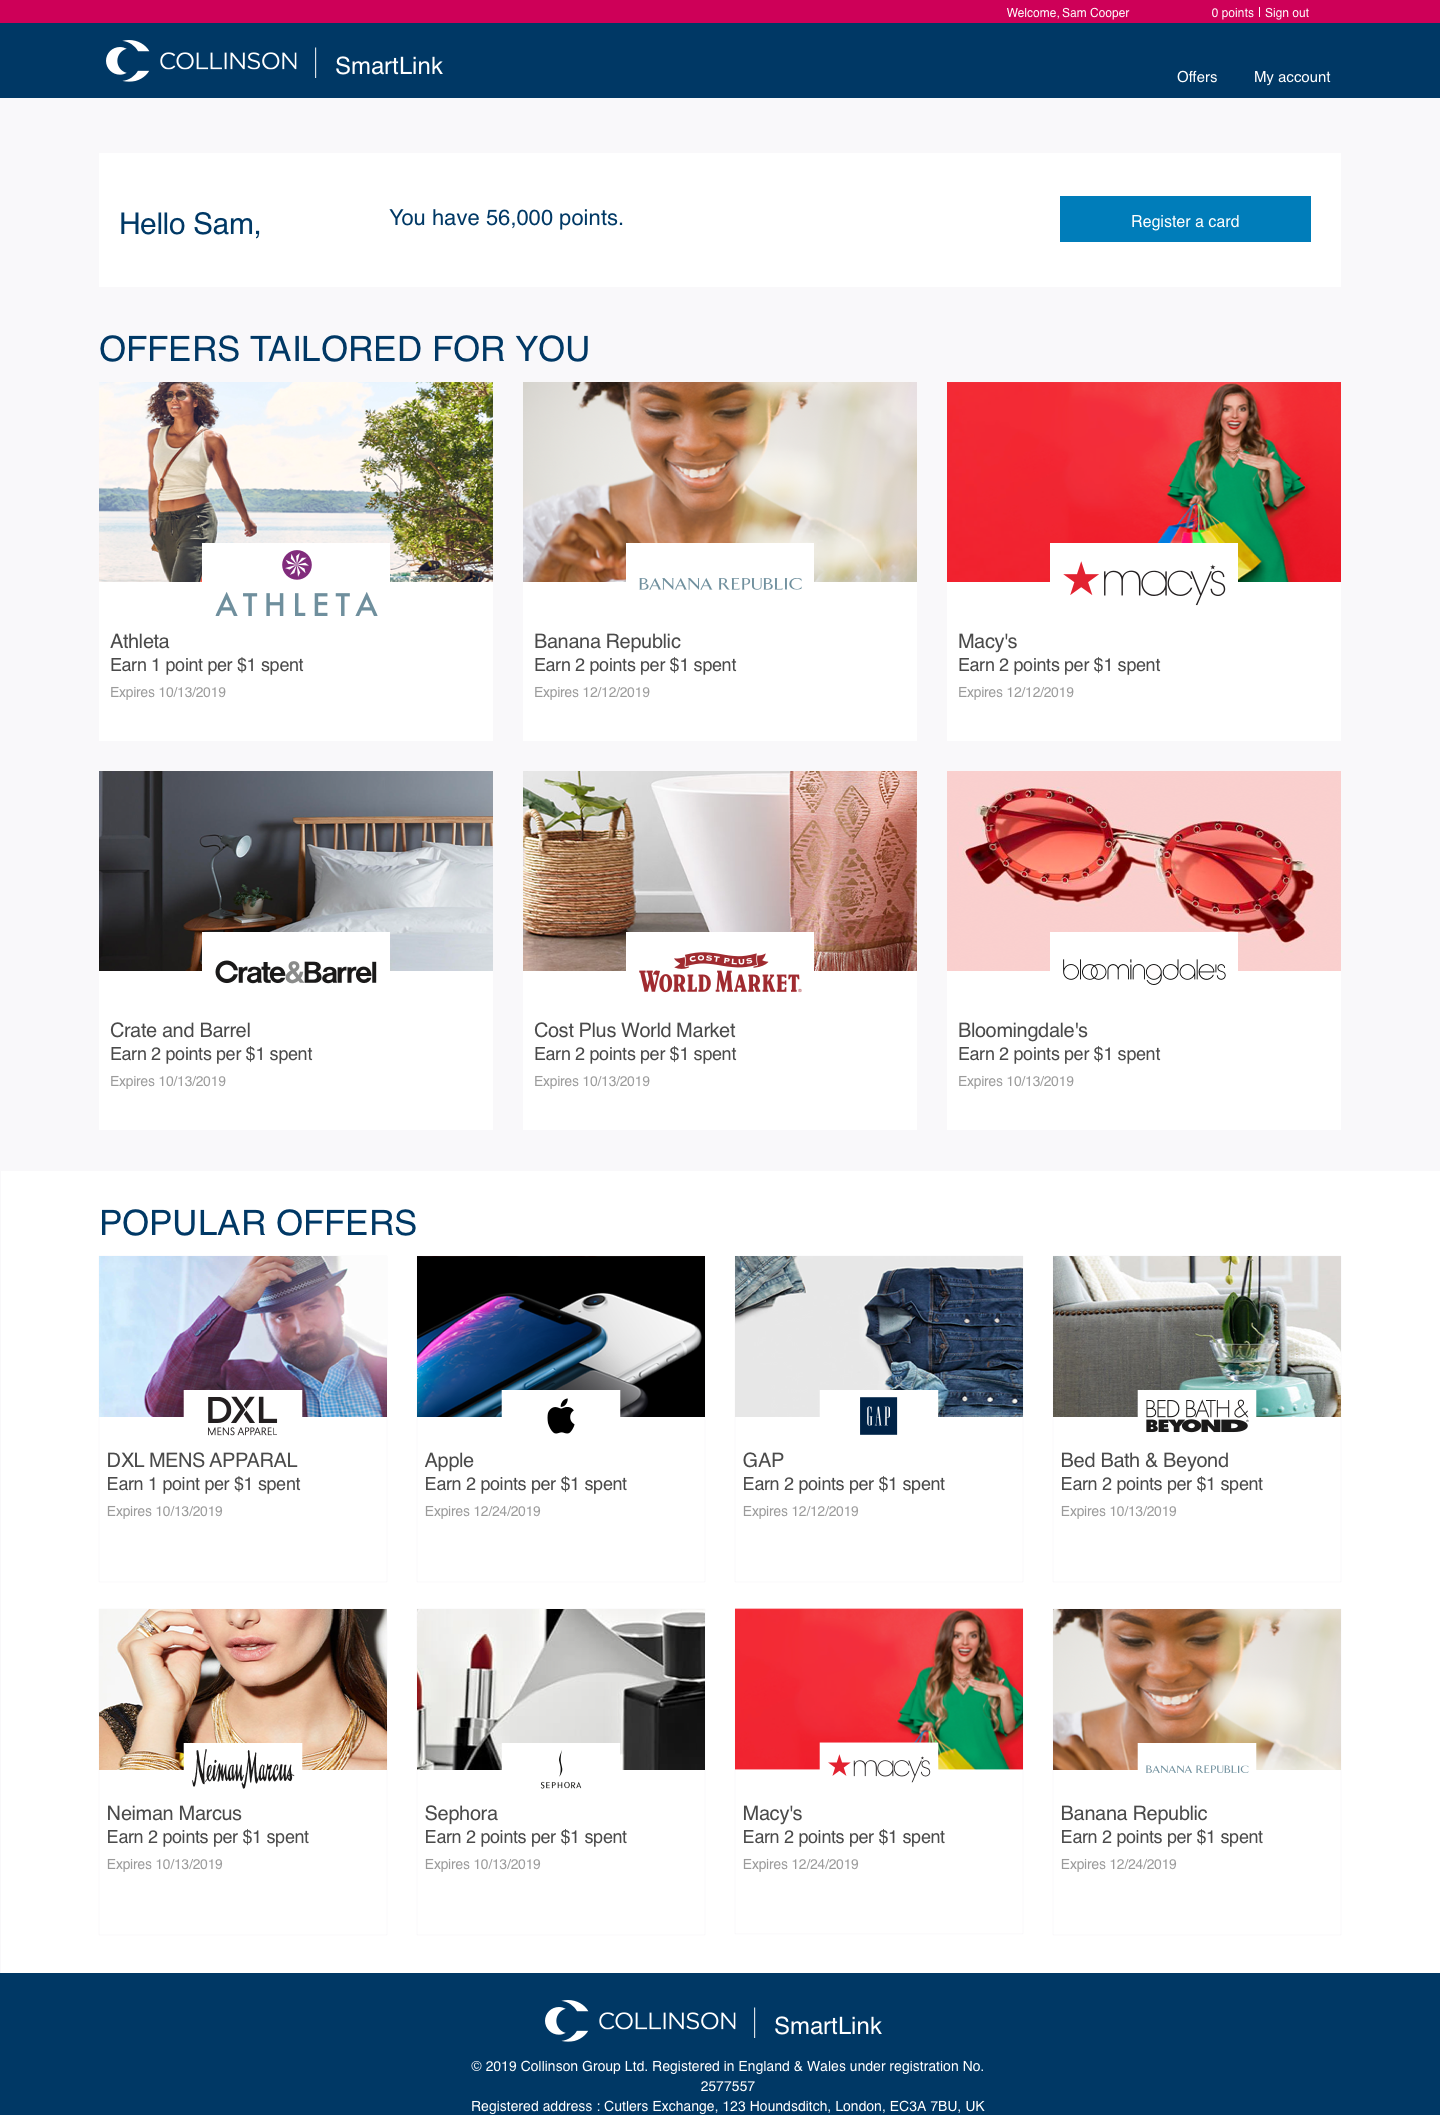 Welcome, Sam Cooper 0 points | Sign out
COLLINSON | SmartLink
Offers My account
Hello Sam, You have 56,000 points. Register a card
OFFERS TAILORED FOR YOU
ATHLETA
BANANA REPUBLIC
macy's
Athleta
Earn 1 point per $1 spent
Expires 10/13/2019
Banana Republic
Earn 2 points per $1 spent
Expires 12/12/2019
Macy's
Earn 2 points per $1 spent
Expires 12/12/2019
Crate&Barrel
COST PLUS
WORLD MARKET.
bloomingdale's
Crate and Barrel
Earn 2 points per $1 spent
Expires 10/13/2019
Cost Plus World Market
Earn 2 points per $1 spent
Expires 10/13/2019
Bloomingdale's
Earn 2 points per $1 spent
Expires 10/13/2019
POPULAR OFFERS
DXL
MENS APPAREL
GAP
BED BATH &
BEYOND
DXL MENS APPARAL
Earn 1 point per $1 spent
Expires 10/13/2019
Apple
Earn 2 points per $1 spent
Expires 12/24/2019
GAP
Earn 2 points per $1 spent
Expires 12/12/2019
Bed Bath & Beyond
Earn 2 points per $1 spent
Expires 10/13/2019
Neiman Marcus
SEPHORA
macy's
BANANA REPUBLIC
Neiman Marcus
Earn 2 points per $1 spent
Expires 10/13/2019
Sephora
Earn 2 points per $1 spent
Expires 10/13/2019
Macy's
Earn 2 points per $1 spent
Expires 12/24/2019
Banana Republic
Earn 2 points per $1 spent
Expires 12/24/2019
COLLINSON | SmartLink
© 2019 Collinson Group Ltd. Registered in England & Wales under registration No.
2577557
Registered address : Cutlers Exchange, 123 Houndsditch, London, EC3A 7BU, UK